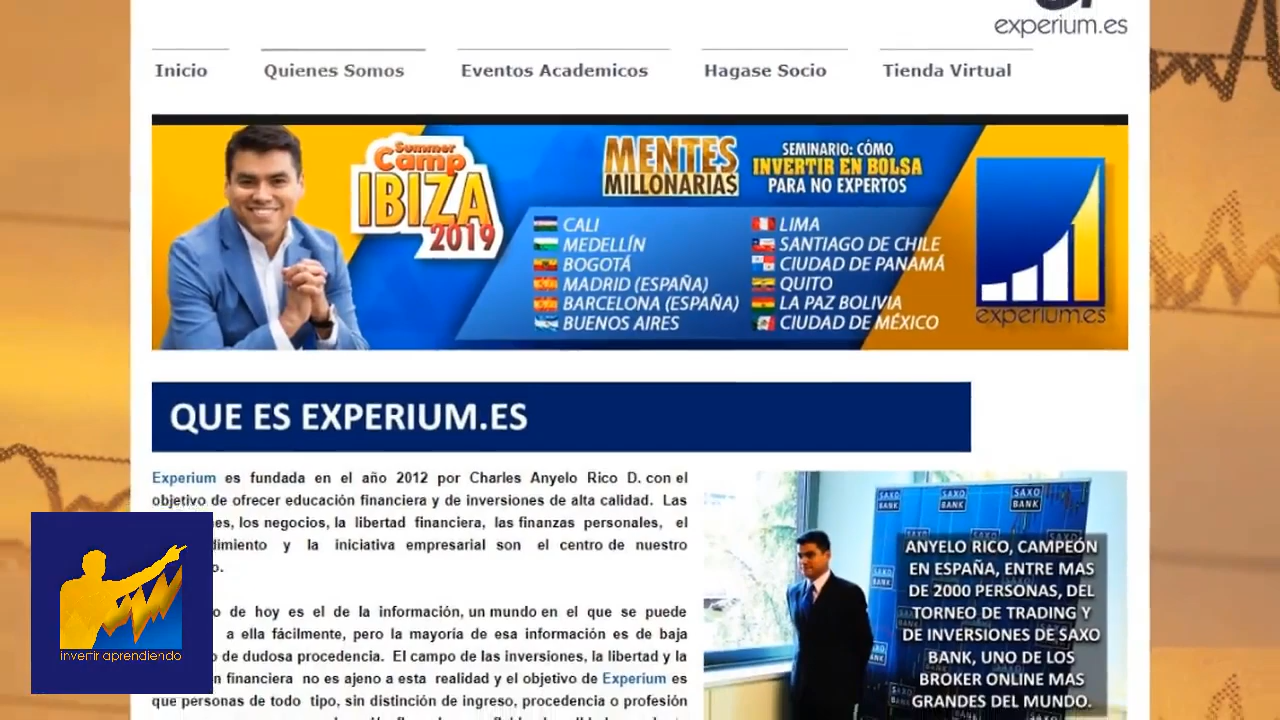 experium.es
Inicio
Quienes Somos
Eventos Academicos
Hagase Socio
Tienda Virtual
Summer
Camp
IBIZA
2019
MENTES
MILLONARIAS
SEMINARIO: CÓMO
INVERTIR EN BOLSA
PARA NO EXPERTOS
CALI
MEDELLÍN
BOGOTÁ
MADRID (ESPAÑA)
BARCELONA (ESPAÑA)
BUENOS AIRES
LIMA
SANTIAGO DE CHILE
CIUDAD DE PANAMÁ
QUITO
LA PAZ BOLIVIA
CIUDAD DE MÉXICO
experium.es
QUE ES EXPERIUM.ES
Experium es fundada en el año 2012 por Charles Anyelo Rico D. con el
objetivo de ofrecer educación financiera y de inversiones de alta calidad. Las
los negocios, la libertad financiera, las finanzas personales, el
y la iniciativa empresarial son el centro de nuestro
de hoy es el de la información, un mundo en el que se puede
a ella fácilmente, pero la mayoría de esa información es de baja
o de dudosa procedencia. El campo de las inversiones, la libertad y la
financiera no es ajeno a esta realidad y el objetivo de Experium es
que personas de todo tipo, sin distinción de ingreso, procedencia o profesión
SAXO BANK
SAXO BANK
SAXO BANK
ANYELO RICO, CAMPEÓN
EN ESPAÑA, ENTRE MAS
DE 2000 PERSONAS, DEL
TORNEO DE TRADING Y
DE INVERSIONES DE SAXO
BANK, UNO DE LOS
BROKER ONLINE MAS
GRANDES DEL MUNDO.
invertir aprendiendo